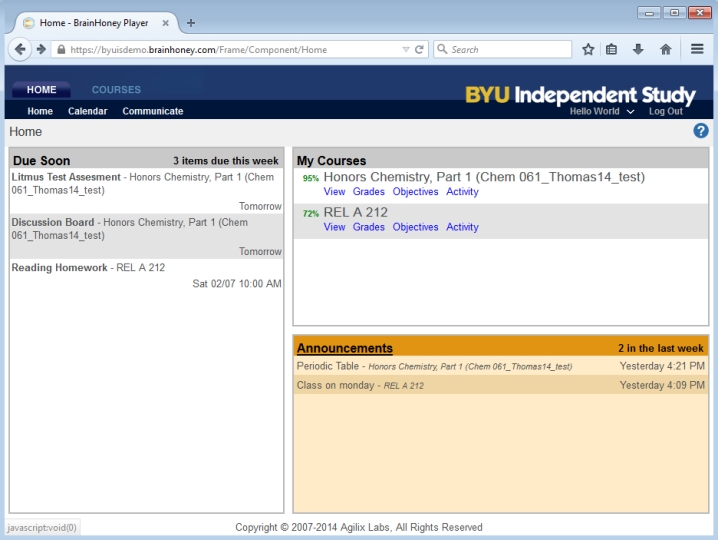 Home - BrainHoney Player
https://byuisdemo.brainhoney.com/Frame/Component/Home
Search
HOME COURSES
BYU Independent Study
Home Calendar Communicate
Hello World Log Out
Home
Due Soon 3 items due this week
Litmus Test Assesment - Honors Chemistry, Part 1 (Chem
061_Thomas14_test)
Tomorrow
Discussion Board - Honors Chemistry, Part 1 (Chem
061_Thomas14_test)
Tomorrow
Reading Homework - REL A 212
Sat 02/07 10:00 AM
My Courses
95% Honors Chemistry, Part 1 (Chem 061_Thomas14_test)
View Grades Objectives Activity
72% REL A 212
View Grades Objectives Activity
Announcements 2 in the last week
Periodic Table - Honors Chemistry, Part 1 (Chem 061_Thomas14_test) Yesterday 4:21 PM
Class on monday - REL A 212 Yesterday 4:09 PM
javascript:void(0)
Copyright © 2007-2014 Agilix Labs, All Rights Reserved